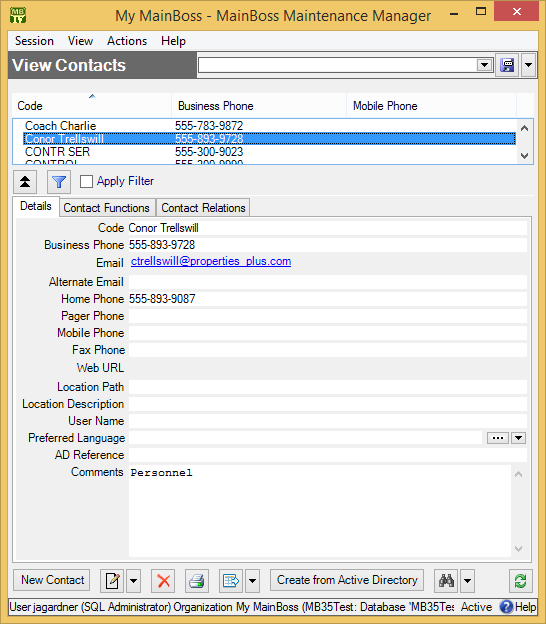 MB
My MainBoss - MainBoss Maintenance Manager
Session View Actions Help
View Contacts
Code Business Phone Mobile Phone
Coach Charlie 555-783-9872
Conor Trellswill 555-893-9728
CONTR SER 555-300-9023
Apply Filter
Details Contact Functions Contact Relations
Code Conor Trellswill
Business Phone 555-893-9728
Email ctrellswill@properties_plus.com
Alternate Email
Home Phone 555-893-9087
Pager Phone
Mobile Phone
Fax Phone
Web URL
Location Path
Location Description
User Name
Preferred Language ...
AD Reference
Comments Personnel
New Contact Create from Active Directory
User jagardner (SQL Administrator) Organization My MainBoss (MB35Test: Database 'MB35Tes Active Help